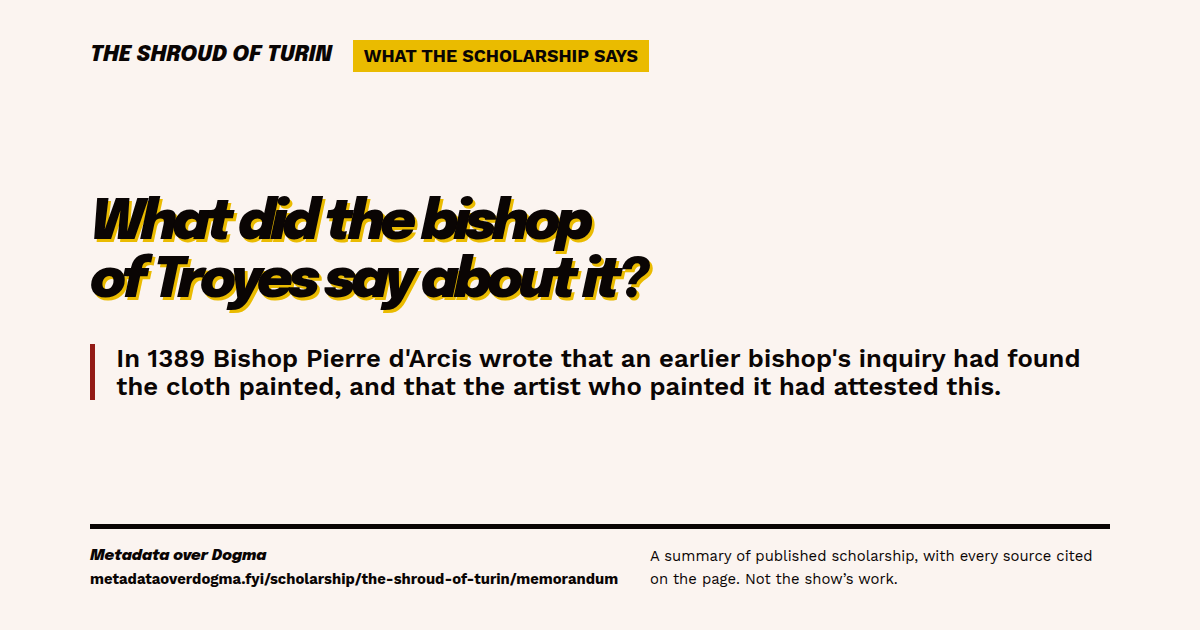 THE SHROUD OF TURIN
WHAT THE SCHOLARSHIP SAYS
What did the bishop
of Troyes say about it?
In 1389 Bishop Pierre d'Arcis wrote that an earlier bishop's inquiry had found
the cloth painted, and that the artist who painted it had attested this.
Metadata over Dogma
metadataoverdogma.fyi/scholarship/the-shroud-of-turin/memorandum
A summary of published scholarship, with every source cited
on the page. Not the show’s work.